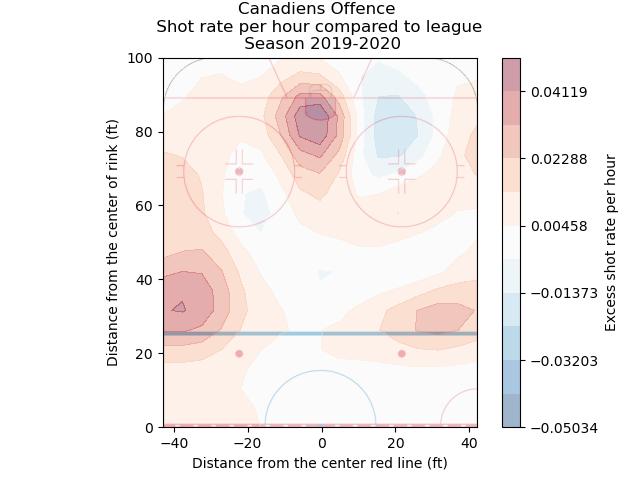 Canadiens Offence
Shot rate per hour compared to league
Season 2019-2020
100
80
60
40
20
0
Distance from the center of rink (ft)
−40
−20
0
20
40
Distance from the center red line (ft)
0.04119
0.02288
0.00458
−0.01373
−0.03203
−0.05034
Excess shot rate per hour